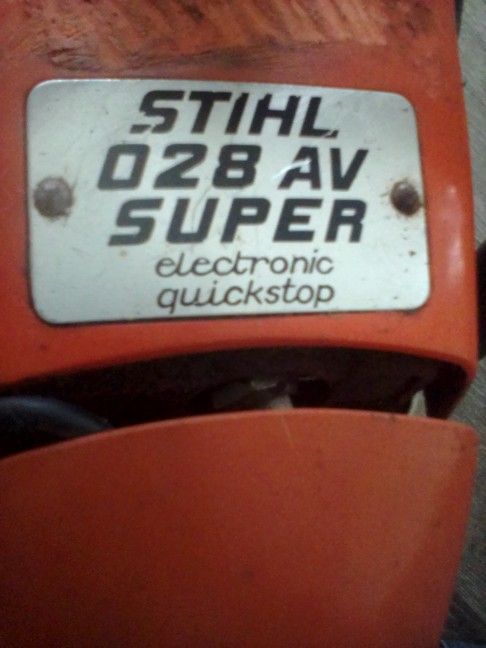 STIHL
028 AV
SUPER
electronic
quickstop